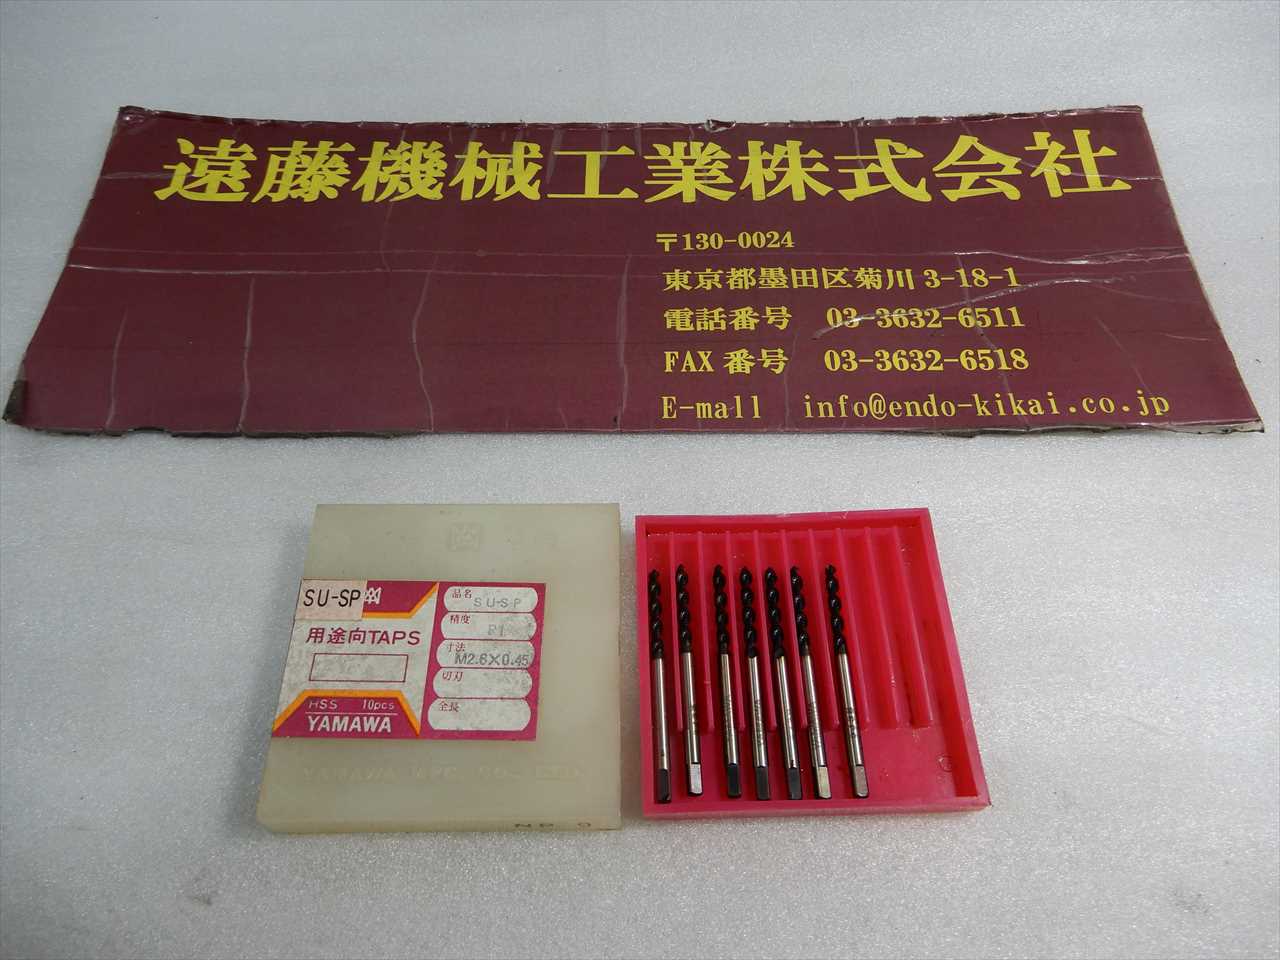 遠藤機械工業株式会社
〒130-0024
東京都墨田区菊川 3-18-1
電話番号 03-3632-6511
FAX 番号 03-3632-6518
E-mall info@endo-kikai.co.jp
SU-SP
用途向TAPS
HSS 10pcs
YAMAWA
品名 SU-SP
精度 P1
寸法 M2.6×0.45
切刃
全長